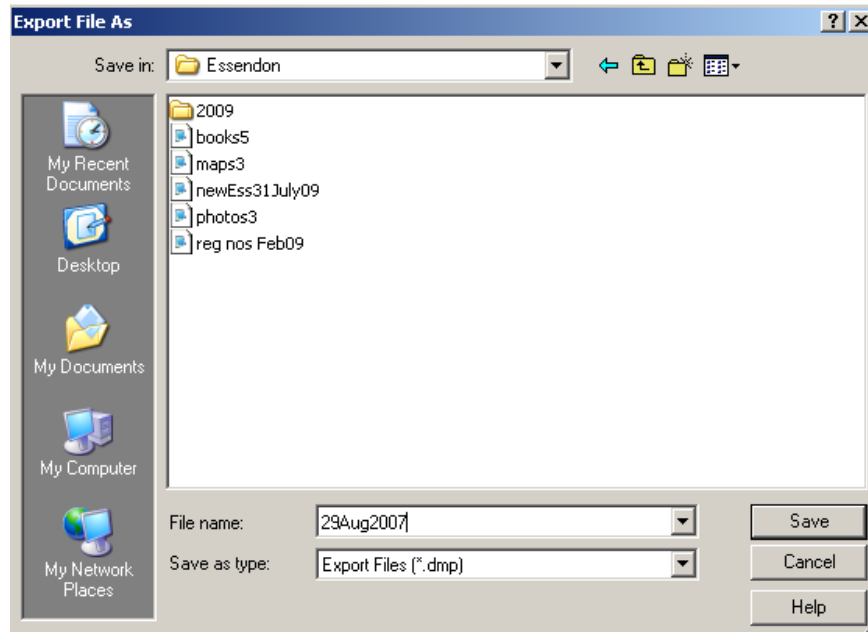 Export File As
Save in:
Essendon
My Recent
Documents
Desktop
My Documents
My Computer
My Network
Places
2009
books5
maps3
newEss31July09
photos3
reg nos Feb09
File name:
29Aug2007
Save
Save as type:
Export Files (*.dmp)
Cancel
Help